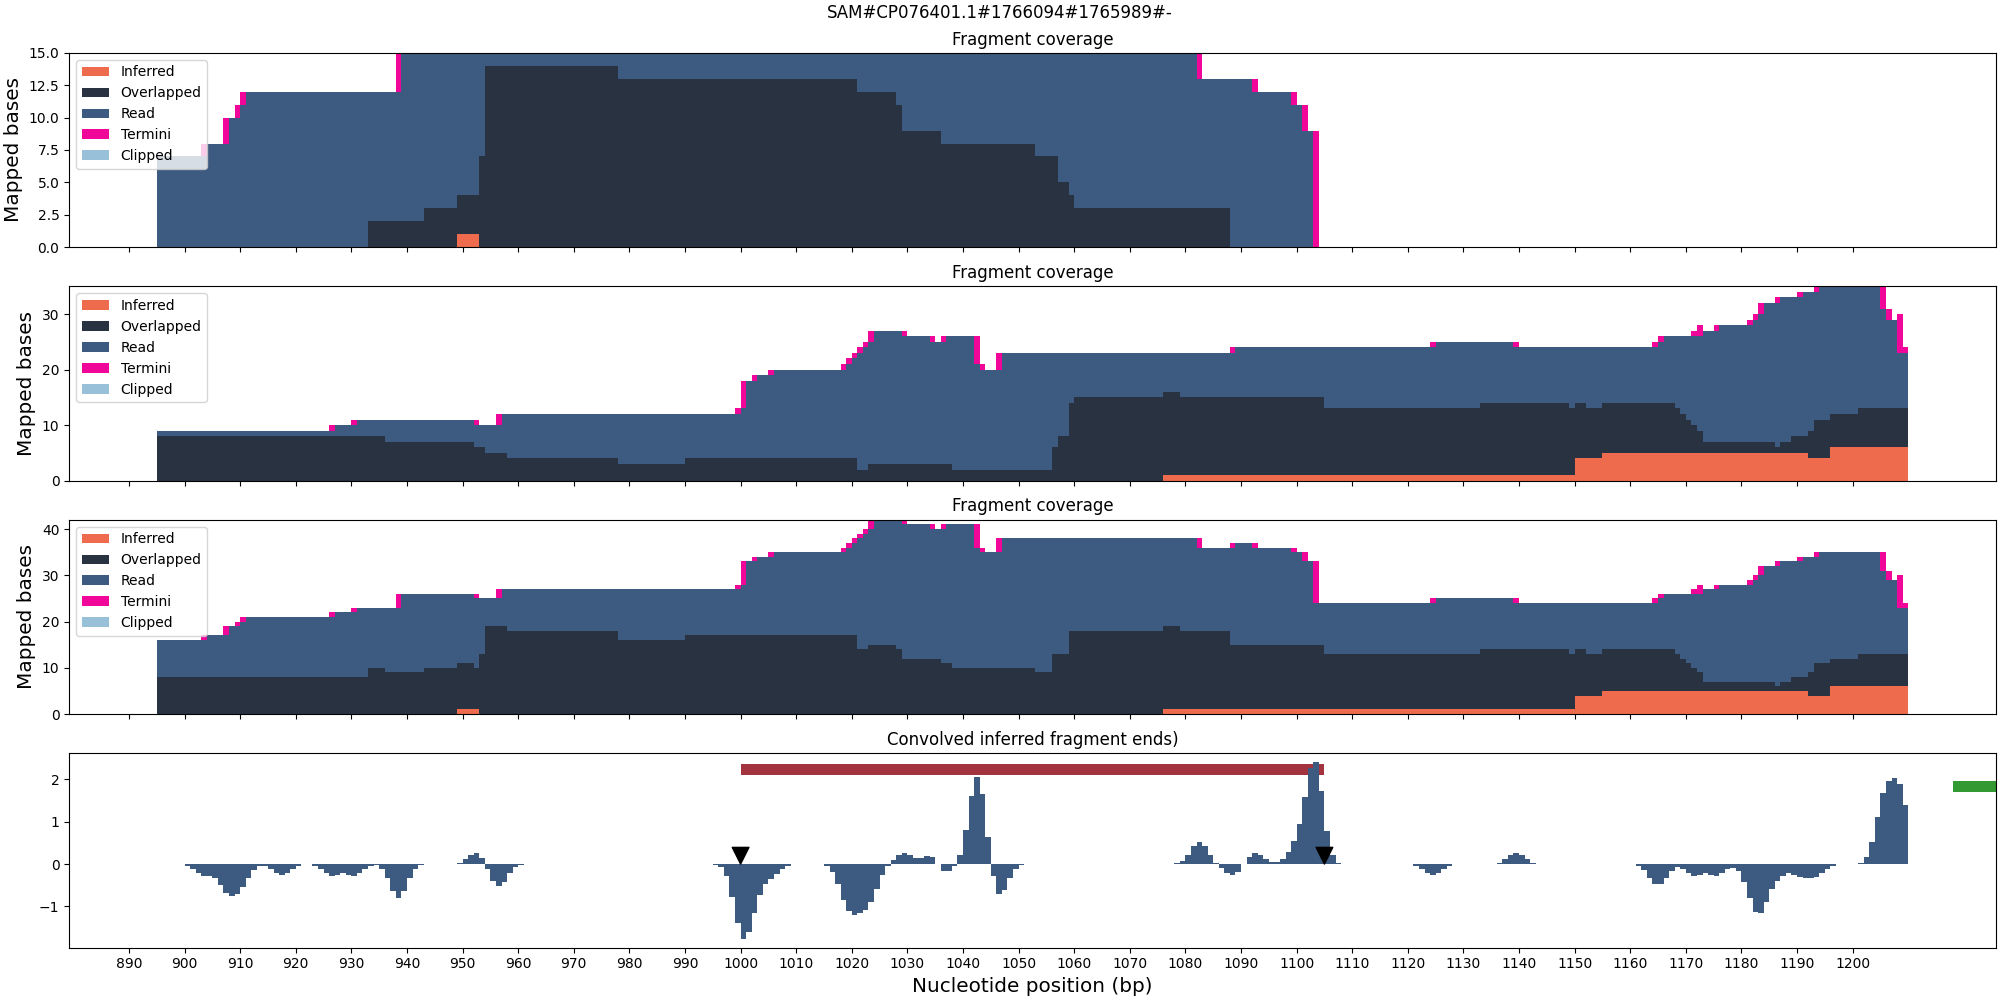 SAM#CP076401.1#1766094#1765989#-
Fragment coverage
Mapped bases
15.0
12.5
10.0
7.5
5.0
2.5
0.0
Inferred
Overlapped
Read
Termini
Clipped
Fragment coverage
Mapped bases
30
20
10
0
Inferred
Overlapped
Read
Termini
Clipped
Fragment coverage
Mapped bases
40
30
20
10
0
Inferred
Overlapped
Read
Termini
Clipped
Convolved inferred fragment ends)
2
1
0
−1
890 900 910 920 930 940 950 960 970 980 990 1000 1010 1020 1030 1040 1050 1060 1070 1080 1090 1100 1110 1120 1130 1140 1150 1160 1170 1180 1190 1200
Nucleotide position (bp)